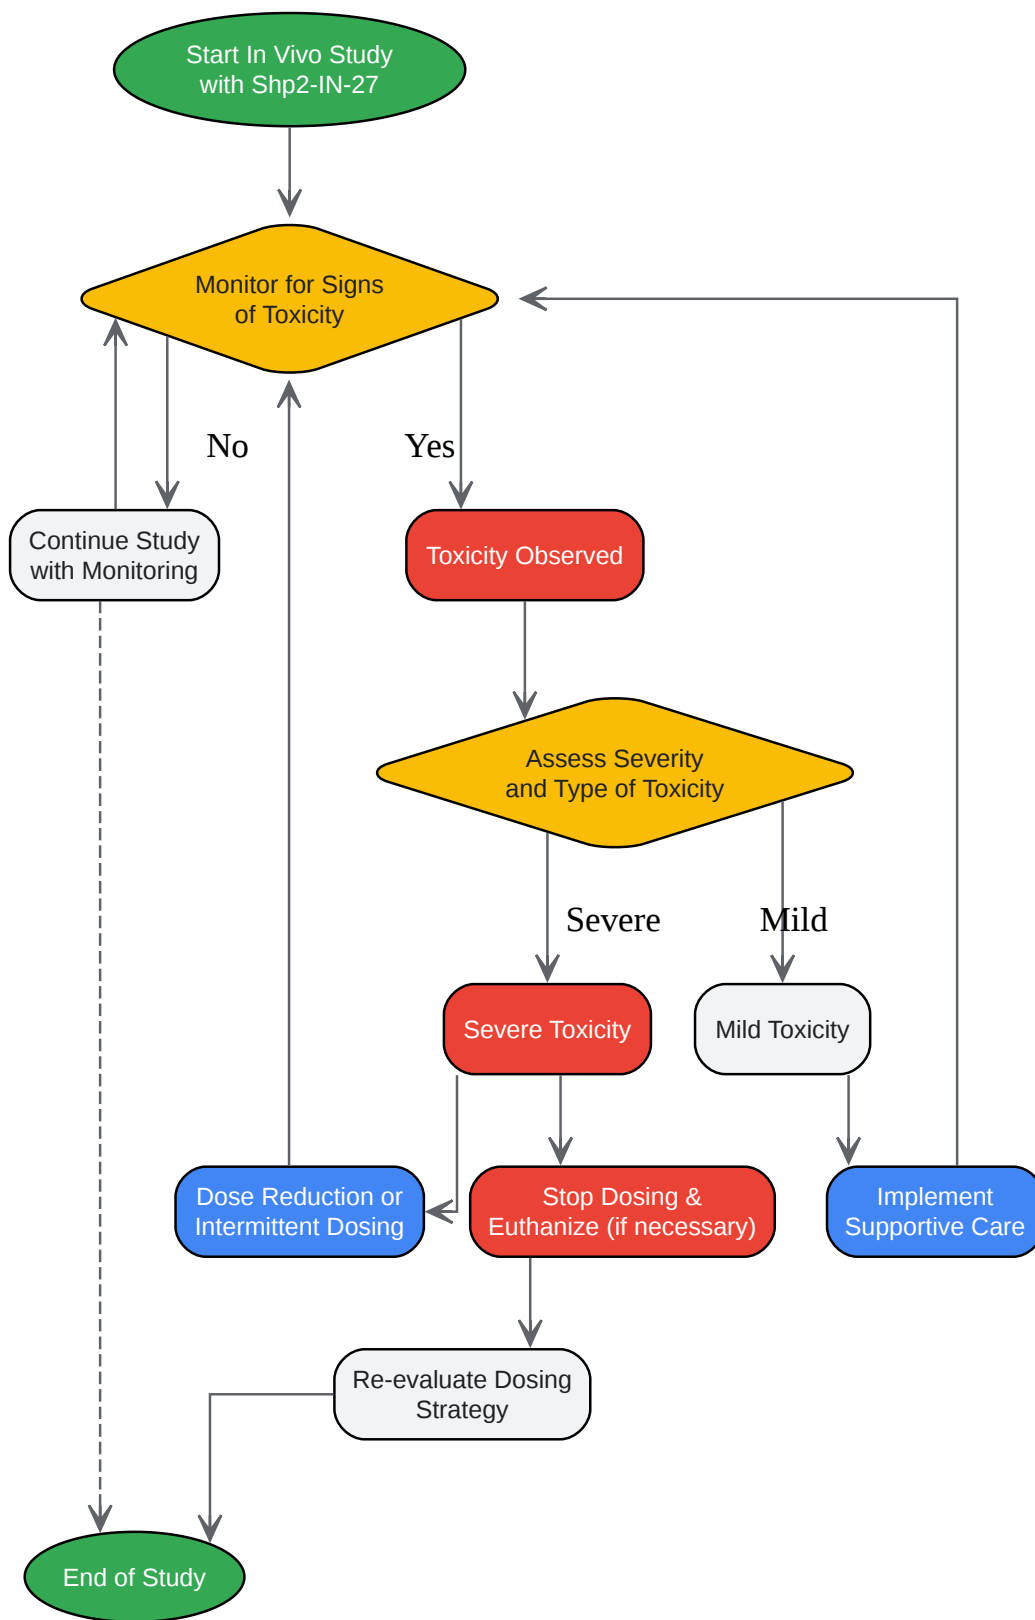 Start In Vivo Study
with Shp2-IN-27
Monitor for Signs
of Toxicity
No
Yes
Continue Study
with Monitoring
Toxicity Observed
Assess Severity
and Type of Toxicity
Severe
Mild
Severe Toxicity
Mild Toxicity
Dose Reduction or
Intermittent Dosing
Stop Dosing &
Euthanize (if necessary)
Implement
Supportive Care
Re-evaluate Dosing
Strategy
End of Study